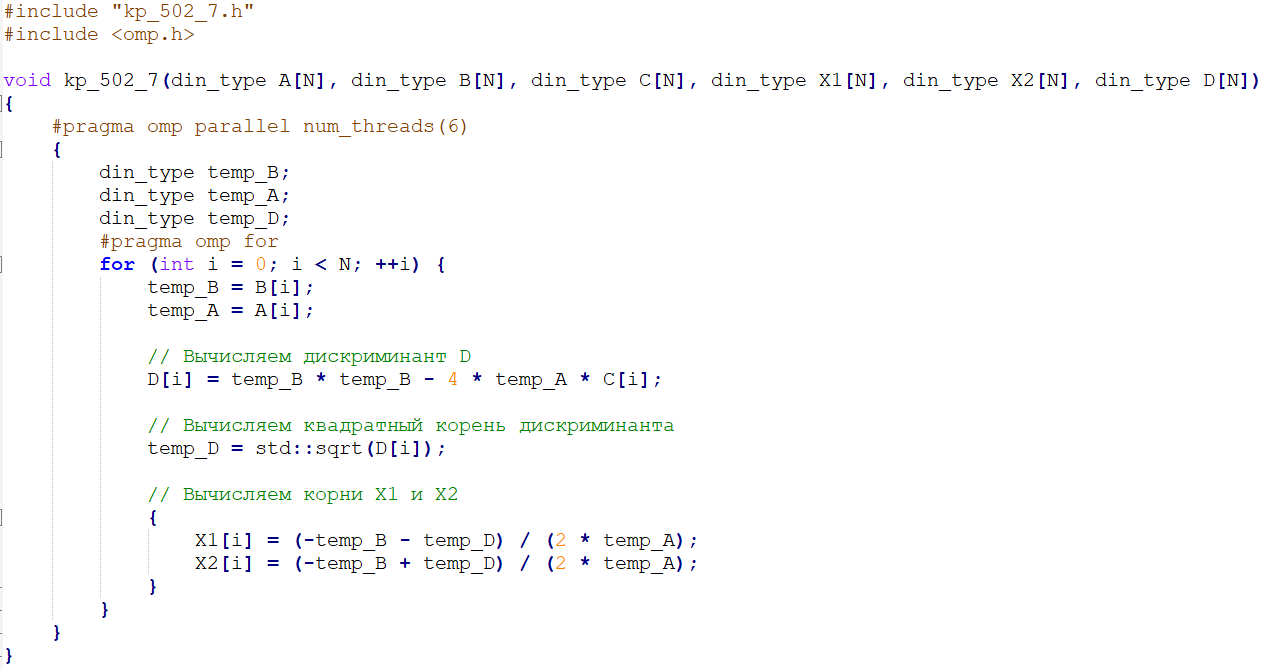 #include "kp_502_7.h"
#include <omp.h>
void kp_502_7(din_type A[N], din_type B[N], din_type C[N], din_type X1[N], din_type X2[N], din_type D[N])
{
#pragma omp parallel num_threads(6)
{
din_type temp_B;
din_type temp_A;
din_type temp_D;
#pragma omp for
for (int i = 0; i < N; ++i) {
temp_B = B[i];
temp_A = A[i];
// Вычисляем дискриминант D
D[i] = temp_B * temp_B - 4 * temp_A * C[i];
// Вычисляем квадратный корень дискриминанта
temp_D = std::sqrt(D[i]);
// Вычисляем корни X1 и X2
{
X1[i] = (-temp_B - temp_D) / (2 * temp_A);
X2[i] = (-temp_B + temp_D) / (2 * temp_A);
}
}
}
}